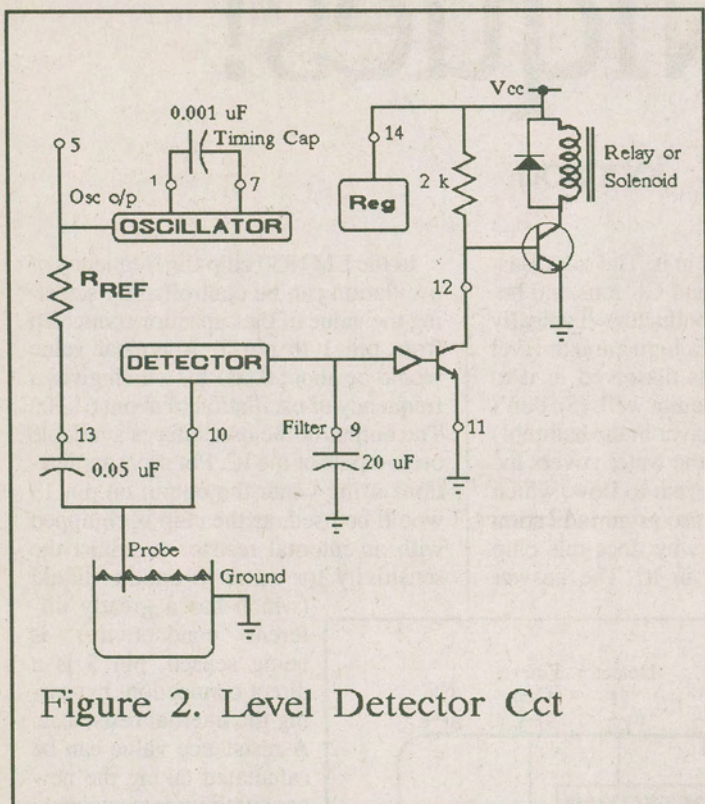 Vcc
0.001 uF
Timing Cap
5
14
1
7
2 k
Relay or
Solenoid
Osc o/p
OSCILLATOR
Reg
RREF
12
DETECTOR
13
10
Filter
9
11
0.05 uF
20 uF
Probe
Ground
Figure 2. Level Detector Cct